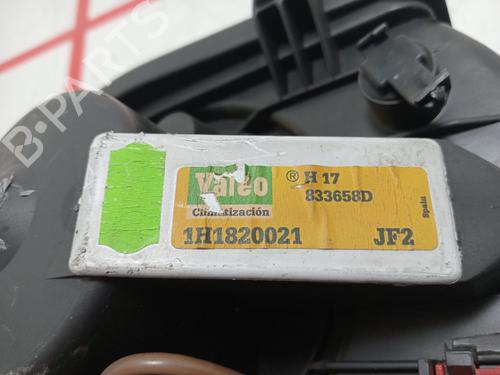 B-PARTS
Valeo
Climatización
® H 17
833658D
1H1820021
JF2
Spain